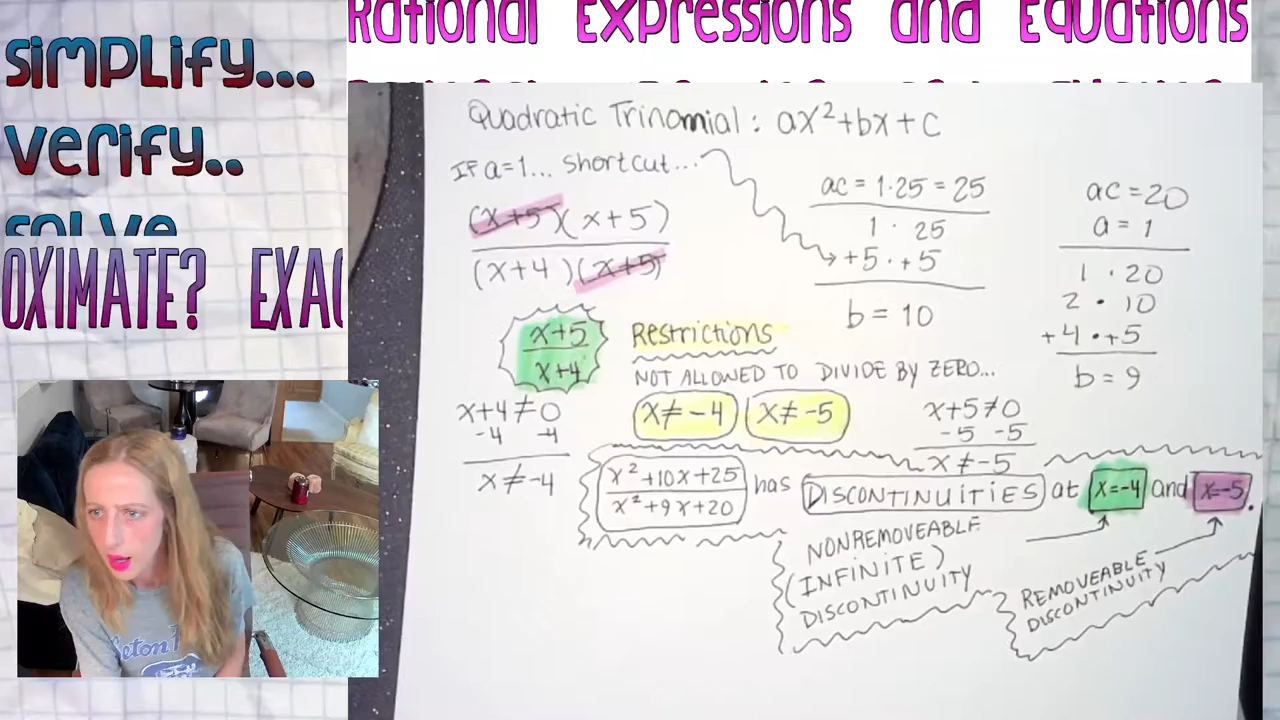 Rational Expressions and Equations
simplify...
verify..
solve
OXIMATE? EXAC
Quadratic Trinomial: ax²+bx+c
IF a=1... shortcut...
(x+5)(x+5)
(x+4)(x+5)
ac = 1·25 = 25
1 · 25
+5 · +5
b = 10
ac = 20
a = 1
1 · 20
2 · 10
+4 · +5
b = 9
x+5
x+4
Restrictions
NOT ALLOWED TO DIVIDE BY ZERO...
x≠-4 x≠-5
x+4≠0
-4 -4
x≠-4
x+5≠0
-5 -5
x≠-5
x²+10x+25
x²+9x+20
has DISCONTINUITIES at x=-4 and x=-5.
NONREMOVEABLE
(INFINITE)
DISCONTINUITY
REMOVEABLE
DISCONTINUITY